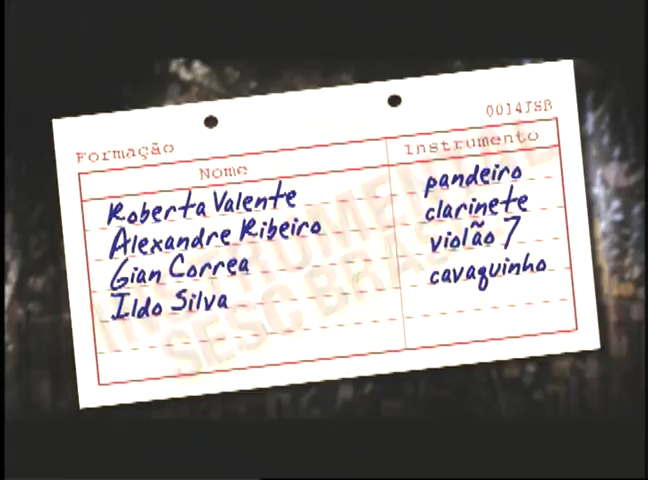 0014ISB
Formação
Nome Instrumento
Roberta Valente pandeiro
Alexandre Ribeiro clarinete
Gian Correa violão 7
Ildo Silva cavaquinho
INSTRUMENTAL
SESC BRASIL